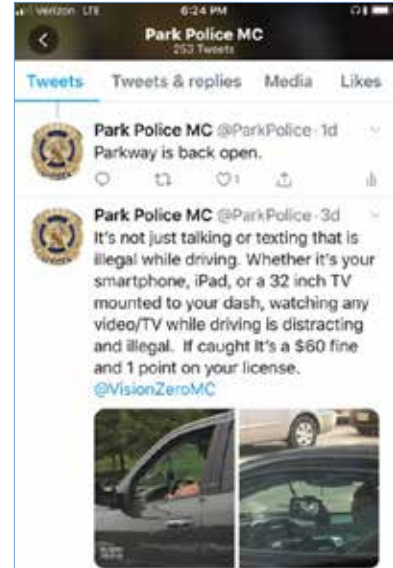 Verizon LTE 6:24 PM
Park Police MC
253 Tweets
Tweets Tweets & replies Media Likes
Park Police MC @ParkPolice · 1d
Parkway is back open.
1
Park Police MC @ParkPolice · 3d
It's not just talking or texting that is
illegal while driving. Whether it's your
smartphone, iPad, or a 32 inch TV
mounted to your dash, watching any
video/TV while driving is distracting
and illegal. If caught It's a $60 fine
and 1 point on your license.
@VisionZeroMC